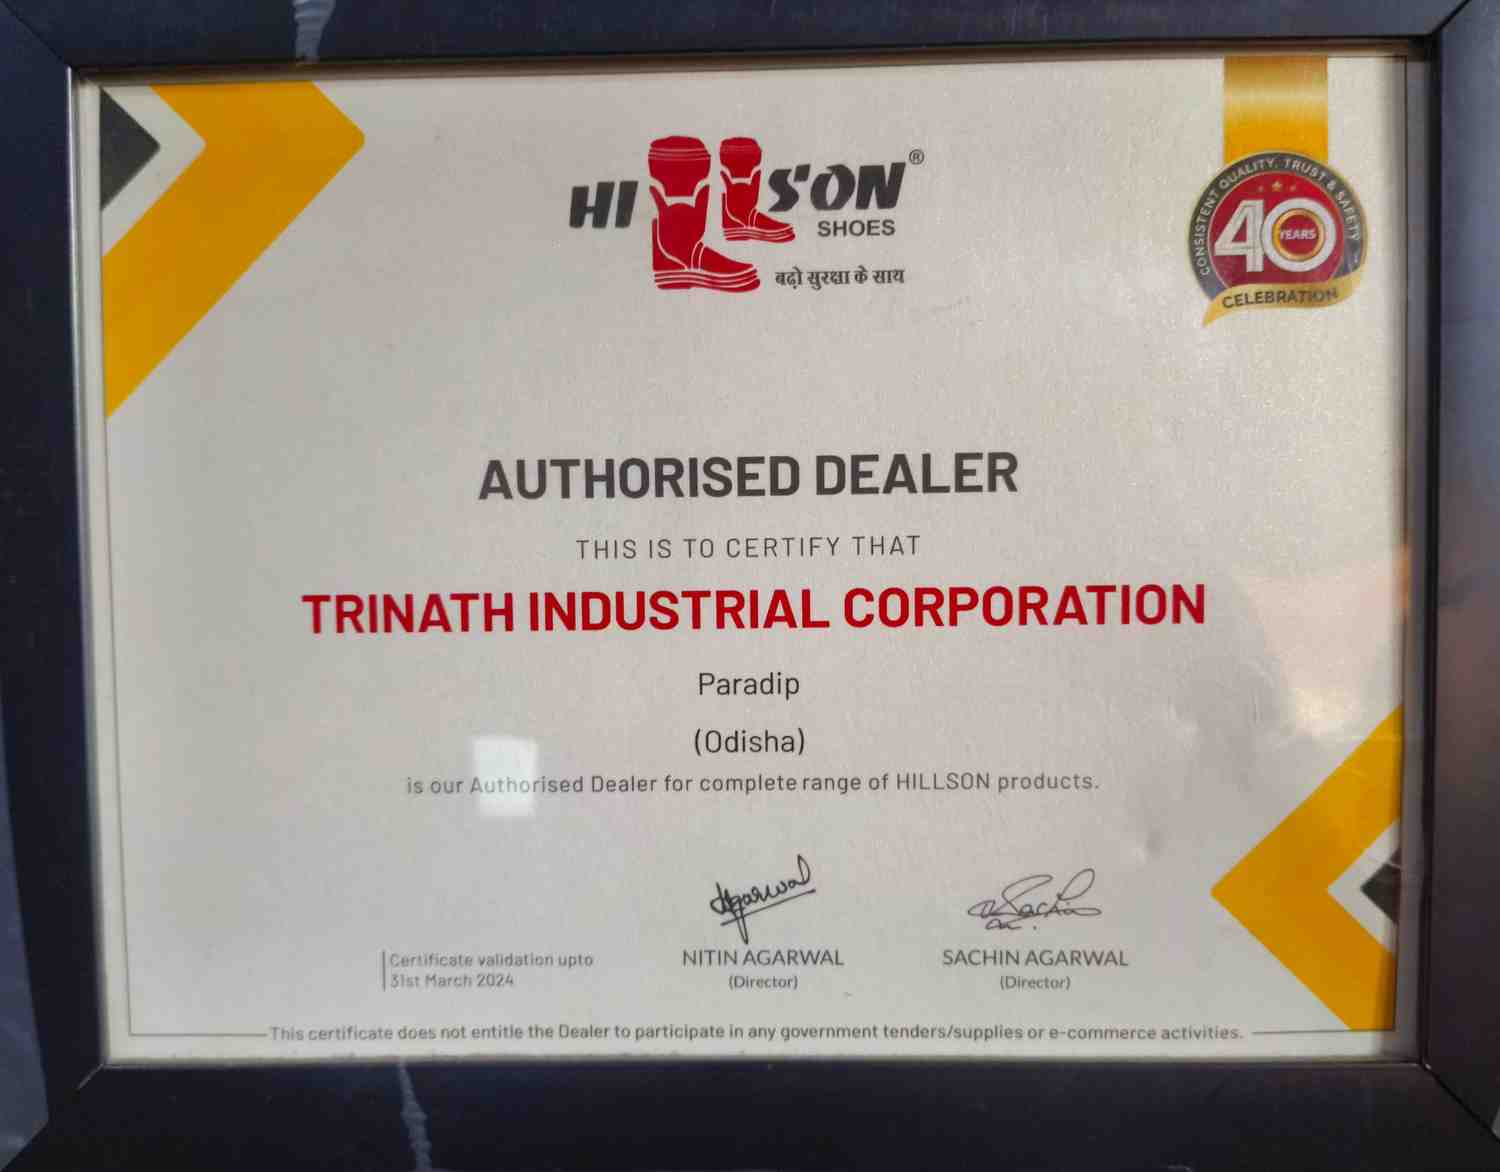 HILLSON®
SHOES
बढ़ो सुरक्षा के साथ
CONSISTENT QUALITY, TRUST & SAFETY
40
YEARS
CELEBRATION
AUTHORISED DEALER
THIS IS TO CERTIFY THAT
TRINATH INDUSTRIAL CORPORATION
Paradip
(Odisha)
is our Authorised Dealer for complete range of HILLSON products.
Agarwal
Sachin
NITIN AGARWAL
(Director)
SACHIN AGARWAL
(Director)
Certificate validation upto
31st March 2024
This certificate does not entitle the Dealer to participate in any government tenders/supplies or e-commerce activities.